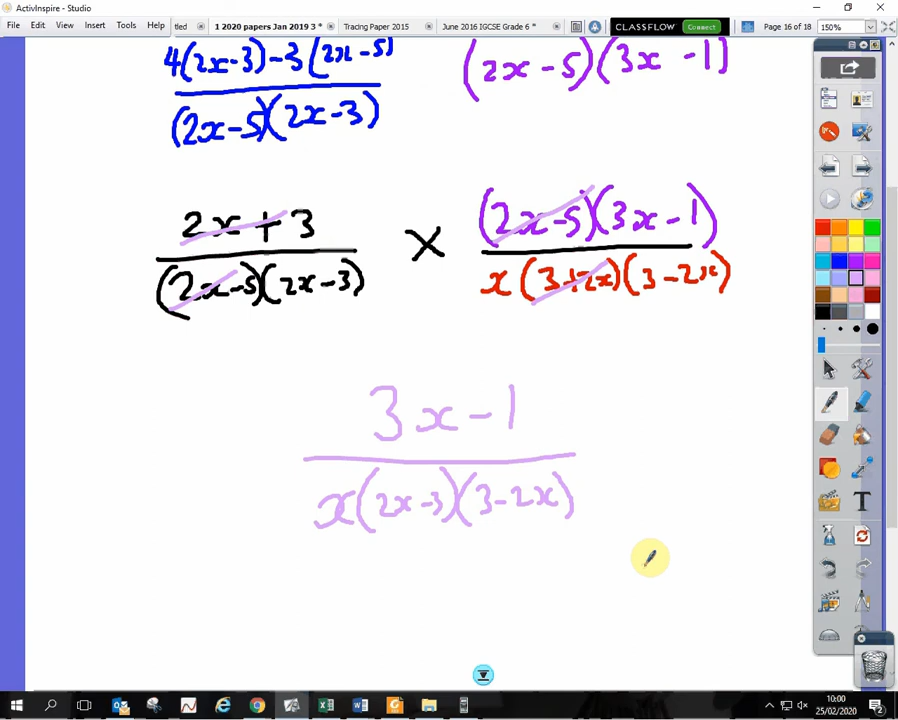 ActivInspire - Studio
File Edit View Insert Tools Help
tled 1 2020 papers Jan 2019 3 * Tracing Paper 2015 June 2016 IGCSE Grade 6 * CLASSFLOW Connect Page 16 of 18 150%
4(2x-3)-3(2x-5)
(2x-5)(2x-3)
(2x-5)(3x-1)
2x+3
(2x-5)(2x-3)
×
(2x-5)(3x-1)
x(3+2x)(3-2x)
3x-1
x(2x-3)(3-2x)
T
10:00
25/02/2020
2